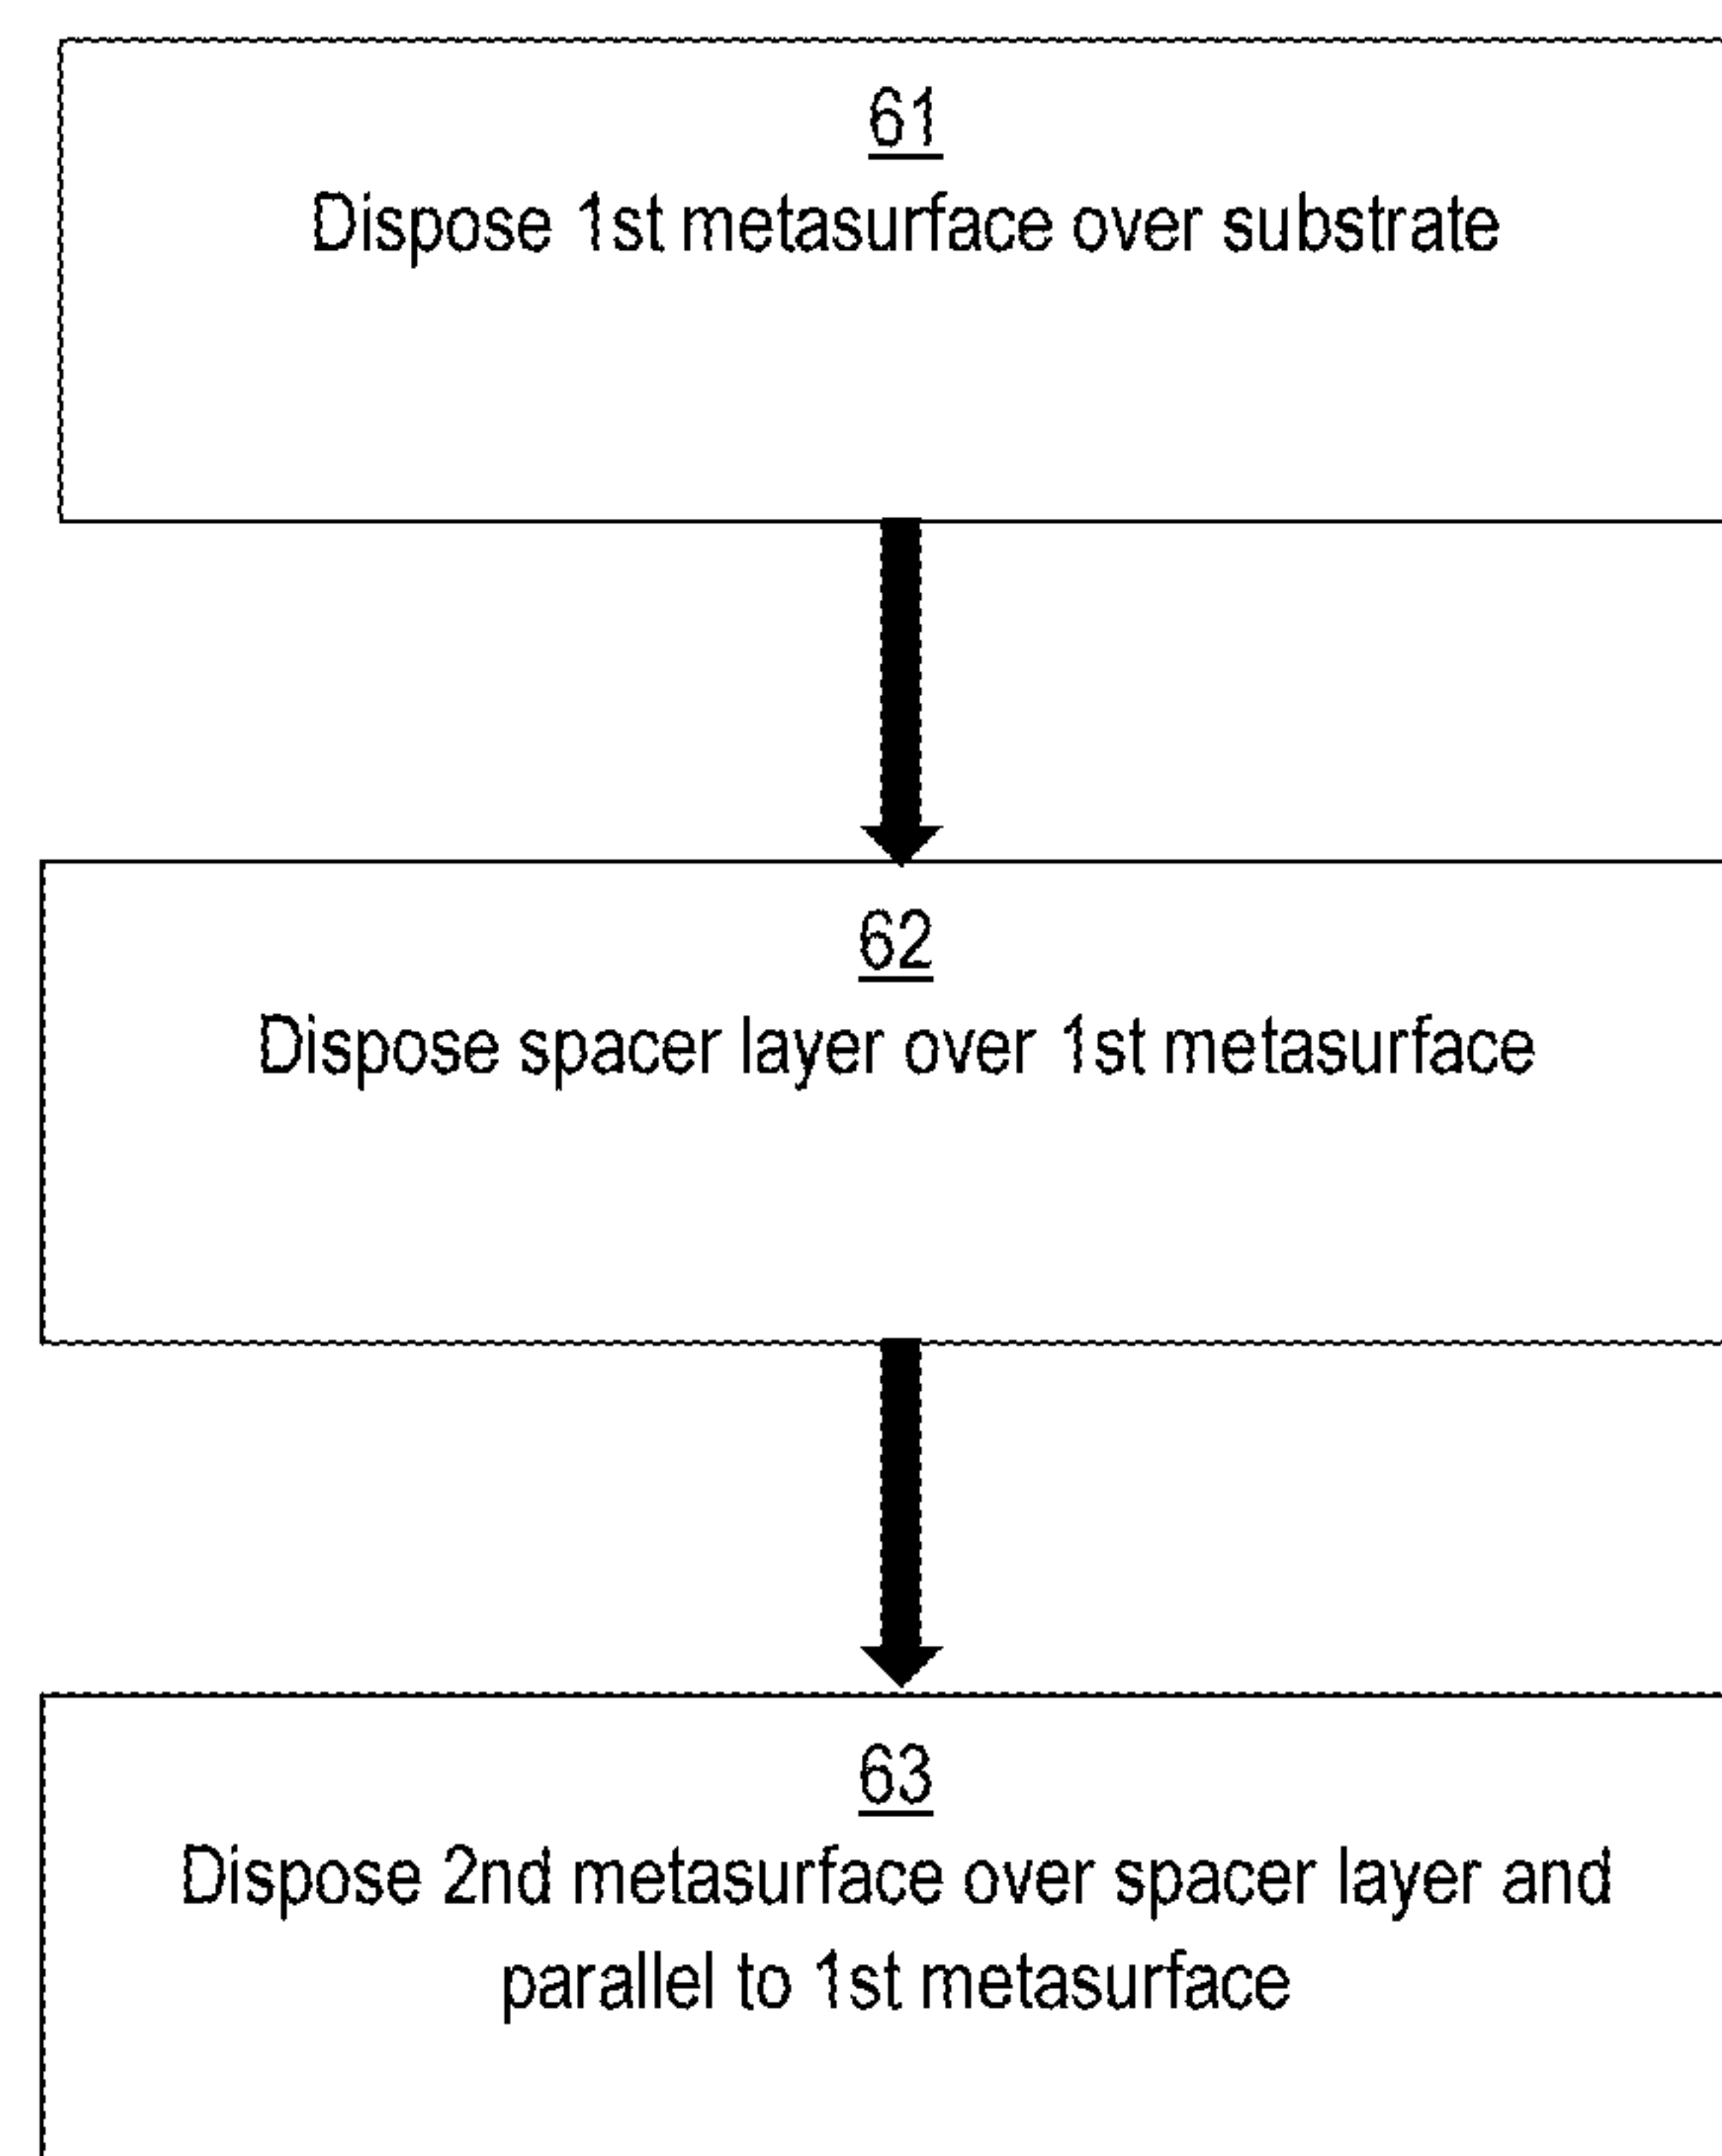 61
Dispose 1st metasurface over substrate
62
Dispose spacer layer over 1st metasurface
63
Dispose 2nd metasurface over spacer layer and
parallel to 1st metasurface